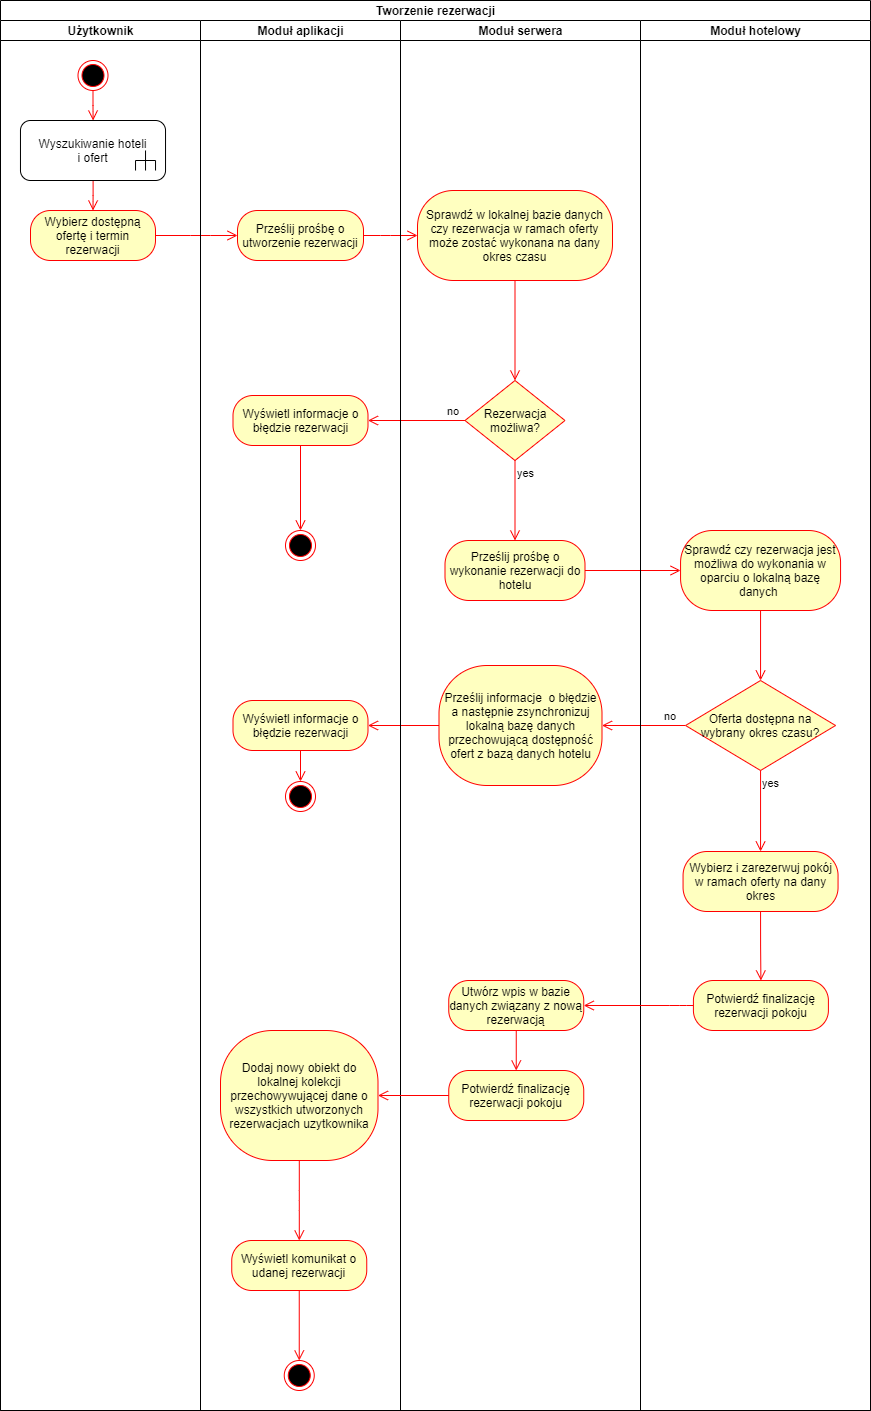 Tworzenie rezerwacji
Użytkownik
Moduł aplikacji
Moduł serwera
Moduł hotelowy
Wyszukiwanie hoteli
i ofert
Wybierz dostępną
ofertę i termin
rezerwacji
Prześlij prośbę o
utworzenie rezerwacji
Sprawdź w lokalnej bazie danych
czy rezerwacja w ramach oferty
może zostać wykonana na dany
okres czasu
Rezerwacja
możliwa?
no
yes
Wyświetl informacje o
błędzie rezerwacji
Prześlij prośbę o
wykonanie rezerwacji do
hotelu
Sprawdź czy rezerwacja jest
możliwa do wykonania w
oparciu o lokalną bazę
danych
Oferta dostępna na
wybrany okres czasu?
no
yes
Prześlij informacje o błędzie
a następnie zsynchronizuj
lokalną bazę danych
przechowującą dostępność
ofert z bazą danych hotelu
Wyświetl informacje o
błędzie rezerwacji
Wybierz i zarezerwuj pokój
w ramach oferty na dany
okres
Potwierdź finalizację
rezerwacji pokoju
Utwórz wpis w bazie
danych związany z nową
rezerwacją
Potwierdź finalizację
rezerwacji pokoju
Dodaj nowy obiekt do
lokalnej kolekcji
przechowywującej dane o
wszystkich utworzonych
rezerwacjach uzytkownika
Wyświetl komunikat o
udanej rezerwacji